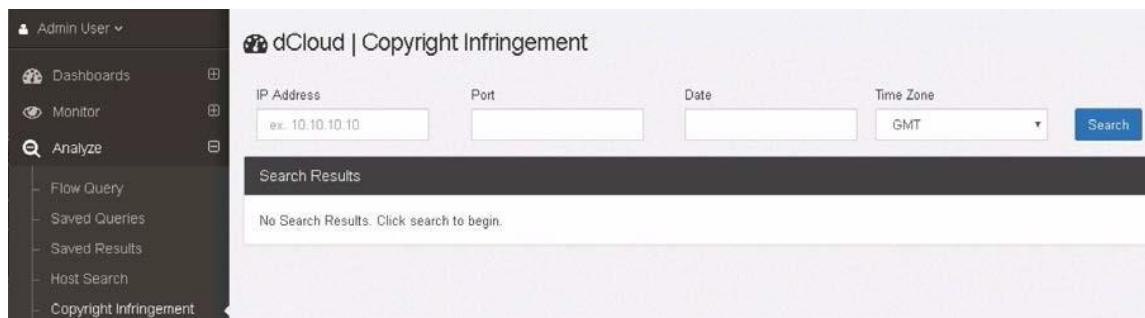 Admin User
Dashboards
Monitor
Analyze
Flow Query
Saved Queries
Saved Results
Host Search
Copyright Infringement
dCloud | Copyright Infringement
IP Address
Port
Date
Time Zone
ex. 10.10.10.10
GMT
Search
Search Results
No Search Results. Click search to begin.